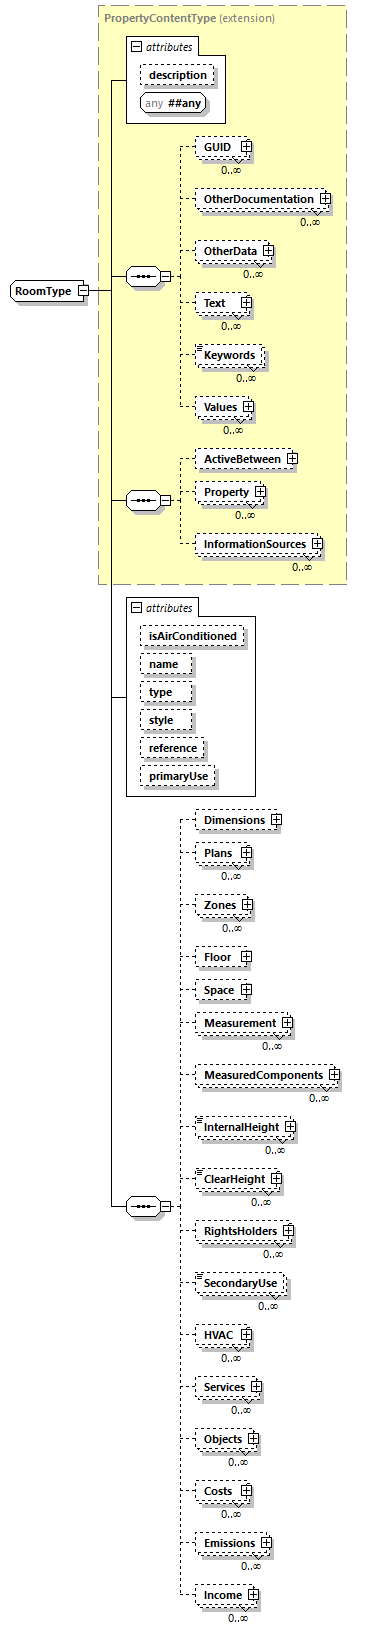 PropertyContentType (extension)
attributes
description
any ##any
GUID
0..∞
OtherDocumentation
0..∞
OtherData
0..∞
RoomType
Text
0..∞
Keywords
0..∞
Values
0..∞
ActiveBetween
Property
0..∞
InformationSources
0..∞
attributes
isAirConditioned
name
type
style
reference
primaryUse
Dimensions
Plans
0..∞
Zones
0..∞
Floor
Space
Measurement
0..∞
MeasuredComponents
0..∞
InternalHeight
0..∞
ClearHeight
0..∞
RightsHolders
0..∞
SecondaryUse
0..∞
HVAC
0..∞
Services
0..∞
Objects
0..∞
Costs
0..∞
Emissions
0..∞
Income
0..∞